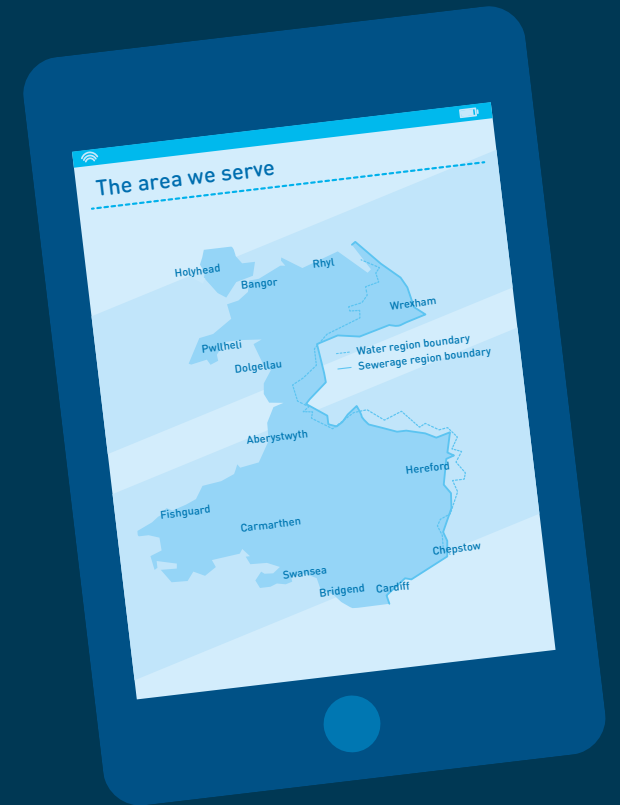 The area we serve
Holyhead
Bangor
Rhyl
Wrexham
Pwllheli
Dolgellau
Water region boundary
Sewerage region boundary
Aberystwyth
Hereford
Fishguard
Carmarthen
Chepstow
Swansea
Bridgend
Cardiff